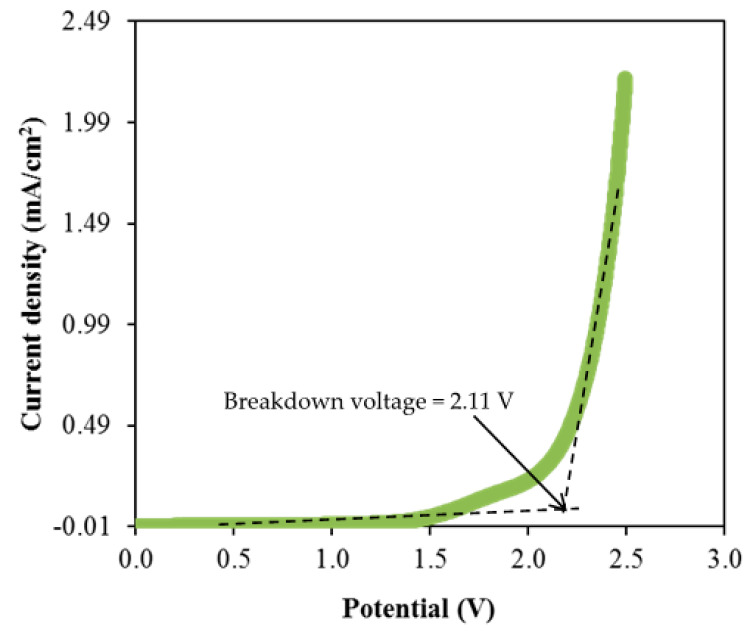 2.49
1.99
1.49
0.99
0.49
-0.01
Current density (mA/cm²)
Breakdown voltage = 2.11 V
0.0 0.5 1.0 1.5 2.0 2.5 3.0
Potential (V)